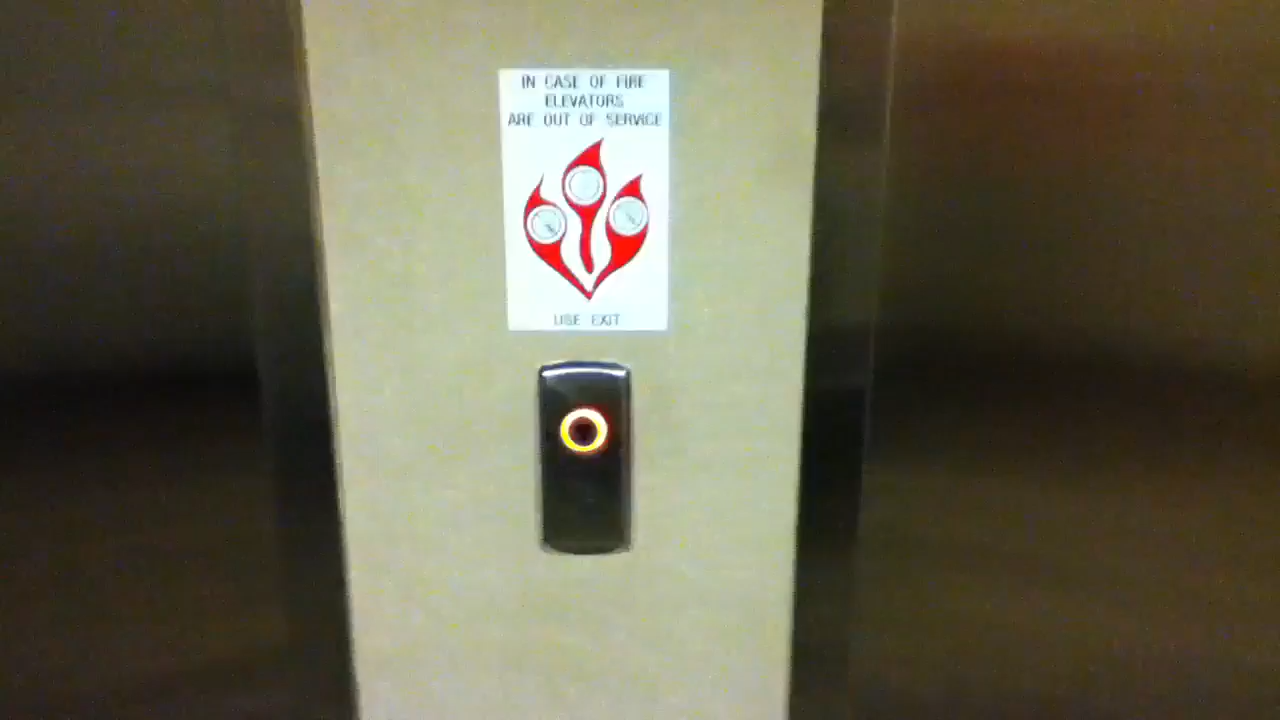 IN CASE OF FIRE
ELEVATORS
ARE OUT OF SERVICE
USE EXIT